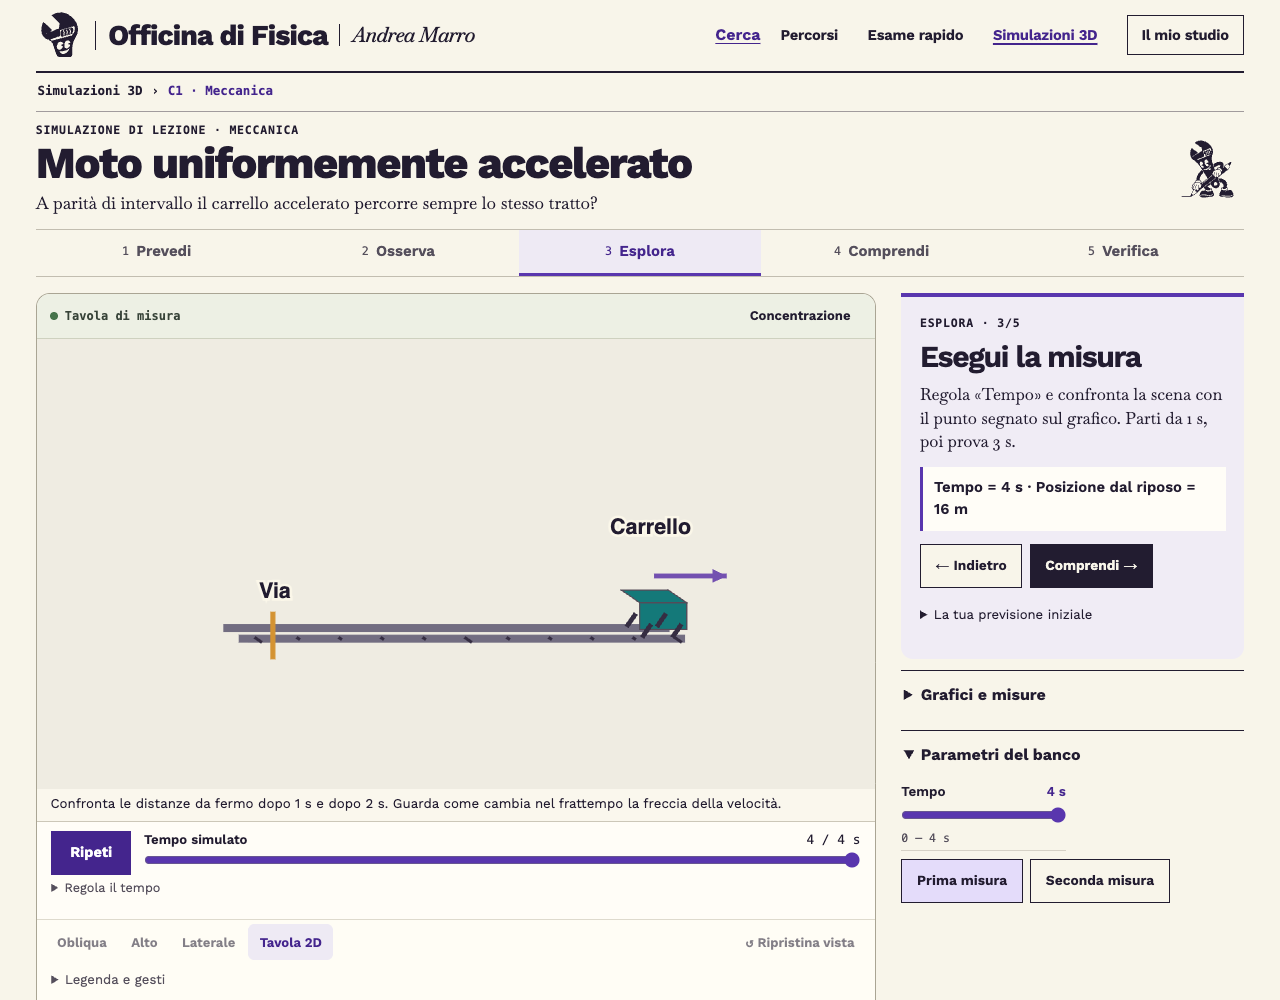 Officina di Fisica
Andrea Marro
Cerca
Percorsi
Esame rapido
Simulazioni 3D
Il mio studio
Simulazioni 3D › C1 · Meccanica
SIMULAZIONE DI LEZIONE · MECCANICA
Moto uniformemente accelerato
A parità di intervallo il carrello accelerato percorre sempre lo stesso tratto?
1 Prevedi
2 Osserva
3 Esplora
4 Comprendi
5 Verifica
Tavola di misura
Concentrazione
Carrello
Via
Confronta le distanze da fermo dopo 1 s e dopo 2 s. Guarda come cambia nel frattempo la freccia della velocità.
Ripeti
Tempo simulato
4 / 4 s
Regola il tempo
Obliqua
Alto
Laterale
Tavola 2D
↺ Ripristina vista
Legenda e gesti
ESPLORA · 3/5
Esegui la misura
Regola «Tempo» e confronta la scena con
il punto segnato sul grafico. Parti da 1 s,
poi prova 3 s.
Tempo = 4 s · Posizione dal riposo =
16 m
← Indietro
Comprendi →
La tua previsione iniziale
Grafici e misure
Parametri del banco
Tempo
4 s
0 — 4 s
Prima misura
Seconda misura